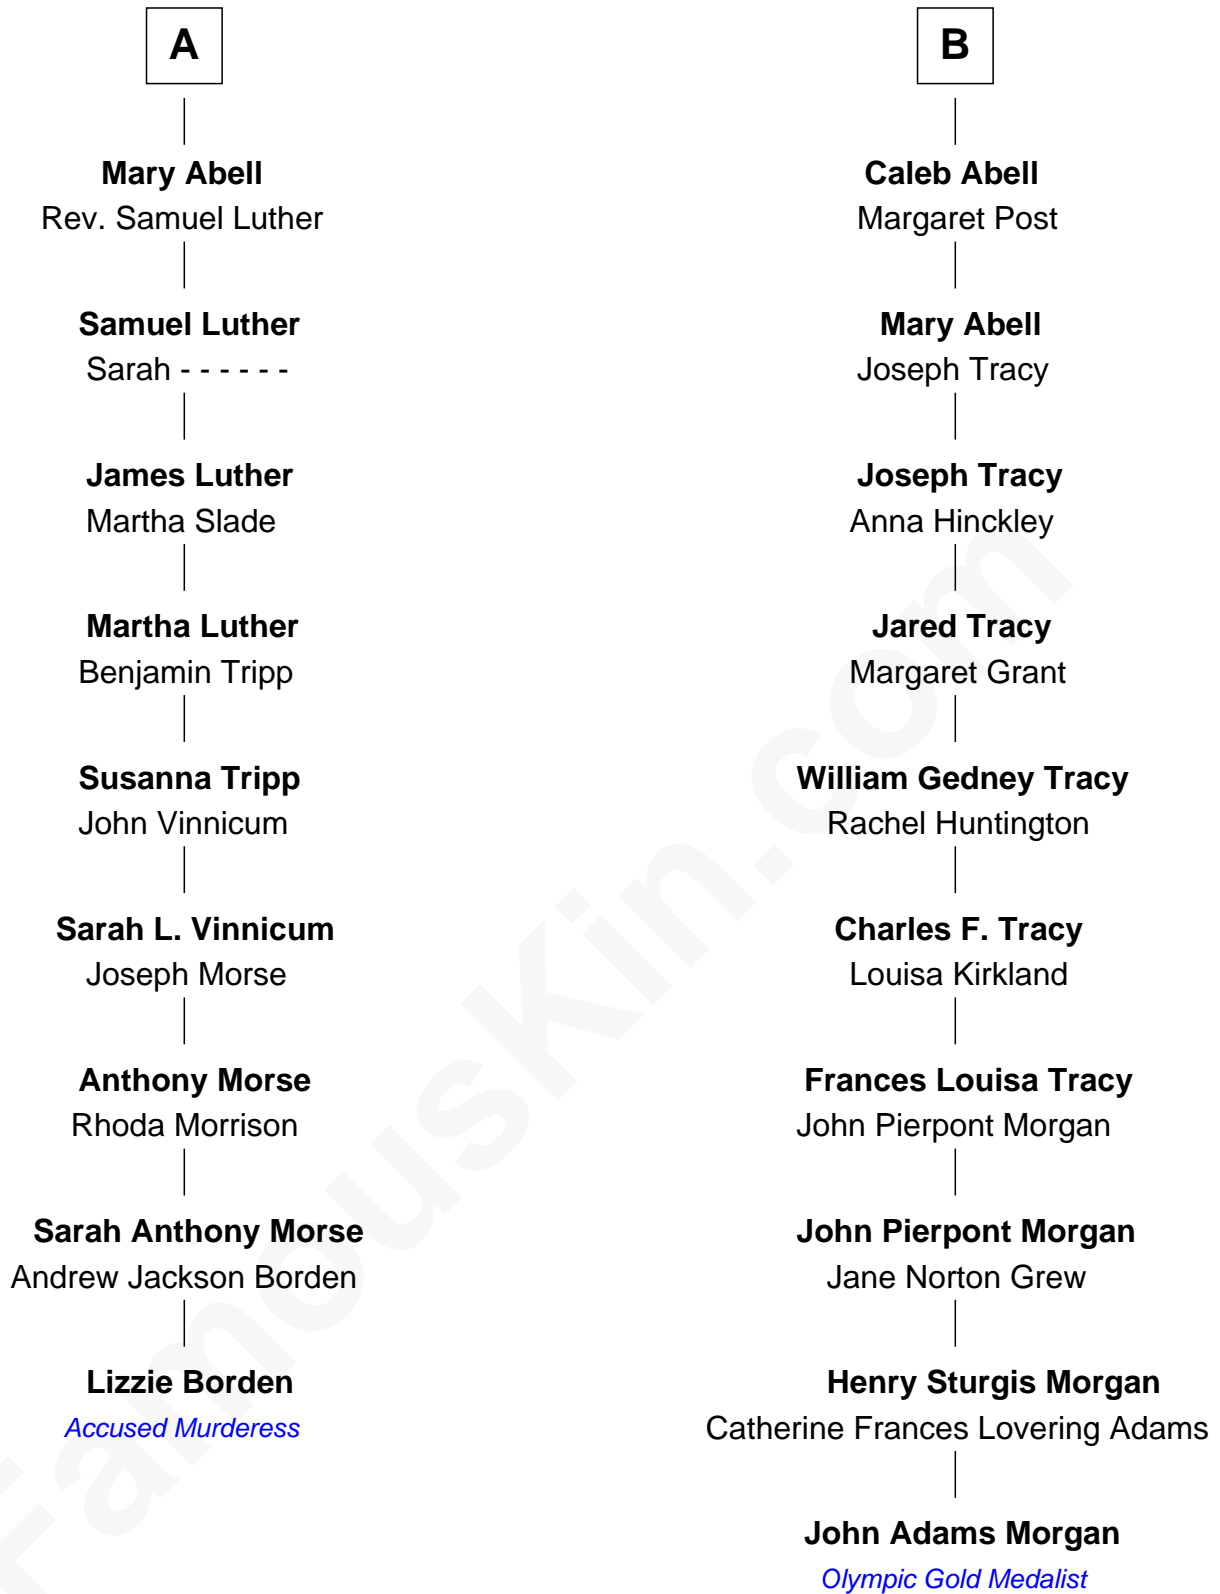 A
Mary Abell
Rev. Samuel Luther
Samuel Luther
Sarah - - - - - -
James Luther
Martha Slade
Martha Luther
Benjamin Tripp
Susanna Tripp
John Vinnicum
Sarah L. Vinnicum
Joseph Morse
Anthony Morse
Rhoda Morrison
Sarah Anthony Morse
Andrew Jackson Borden
Lizzie Borden
Accused Murderess
B
Caleb Abell
Margaret Post
Mary Abell
Joseph Tracy
Joseph Tracy
Anna Hinckley
Jared Tracy
Margaret Grant
William Gedney Tracy
Rachel Huntington
Charles F. Tracy
Louisa Kirkland
Frances Louisa Tracy
John Pierpont Morgan
John Pierpont Morgan
Jane Norton Grew
Henry Sturgis Morgan
Catherine Frances Lovering Adams
John Adams Morgan
Olympic Gold Medalist
FamousKin.com